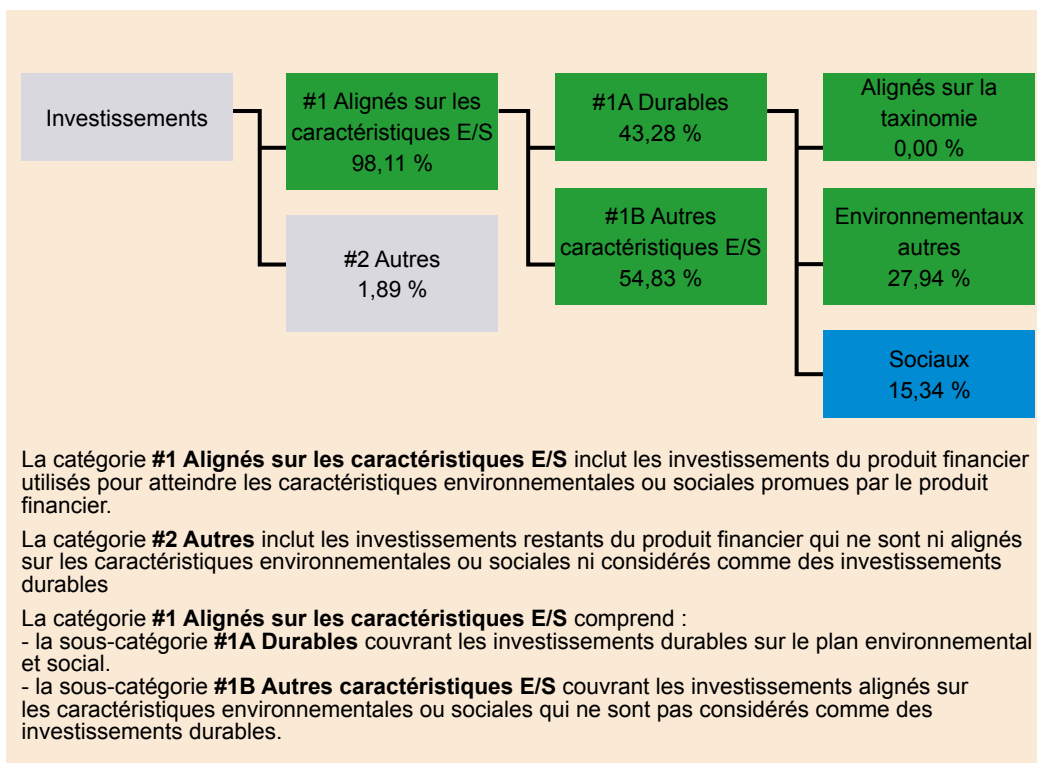 Investissements
#1 Alignés sur les
caractéristiques E/S
98,11 %
#2 Autres
1,89 %
#1A Durables
43,28 %
#1B Autres
caractéristiques E/S
54,83 %
Alignés sur la
taxinomie
0,00 %
Environnementaux
autres
27,94 %
Sociaux
15,34 %
La catégorie #1 Alignés sur les caractéristiques E/S inclut les investissements du produit financier
utilisés pour atteindre les caractéristiques environnementales ou sociales promues par le produit
financier.
La catégorie #2 Autres inclut les investissements restants du produit financier qui ne sont ni alignés
sur les caractéristiques environnementales ou sociales ni considérés comme des investissements
durables
La catégorie #1 Alignés sur les caractéristiques E/S comprend :
- la sous-catégorie #1A Durables couvrant les investissements durables sur le plan environnemental
et social.
- la sous-catégorie #1B Autres caractéristiques E/S couvrant les investissements alignés sur
les caractéristiques environnementales ou sociales qui ne sont pas considérés comme des
investissements durables.